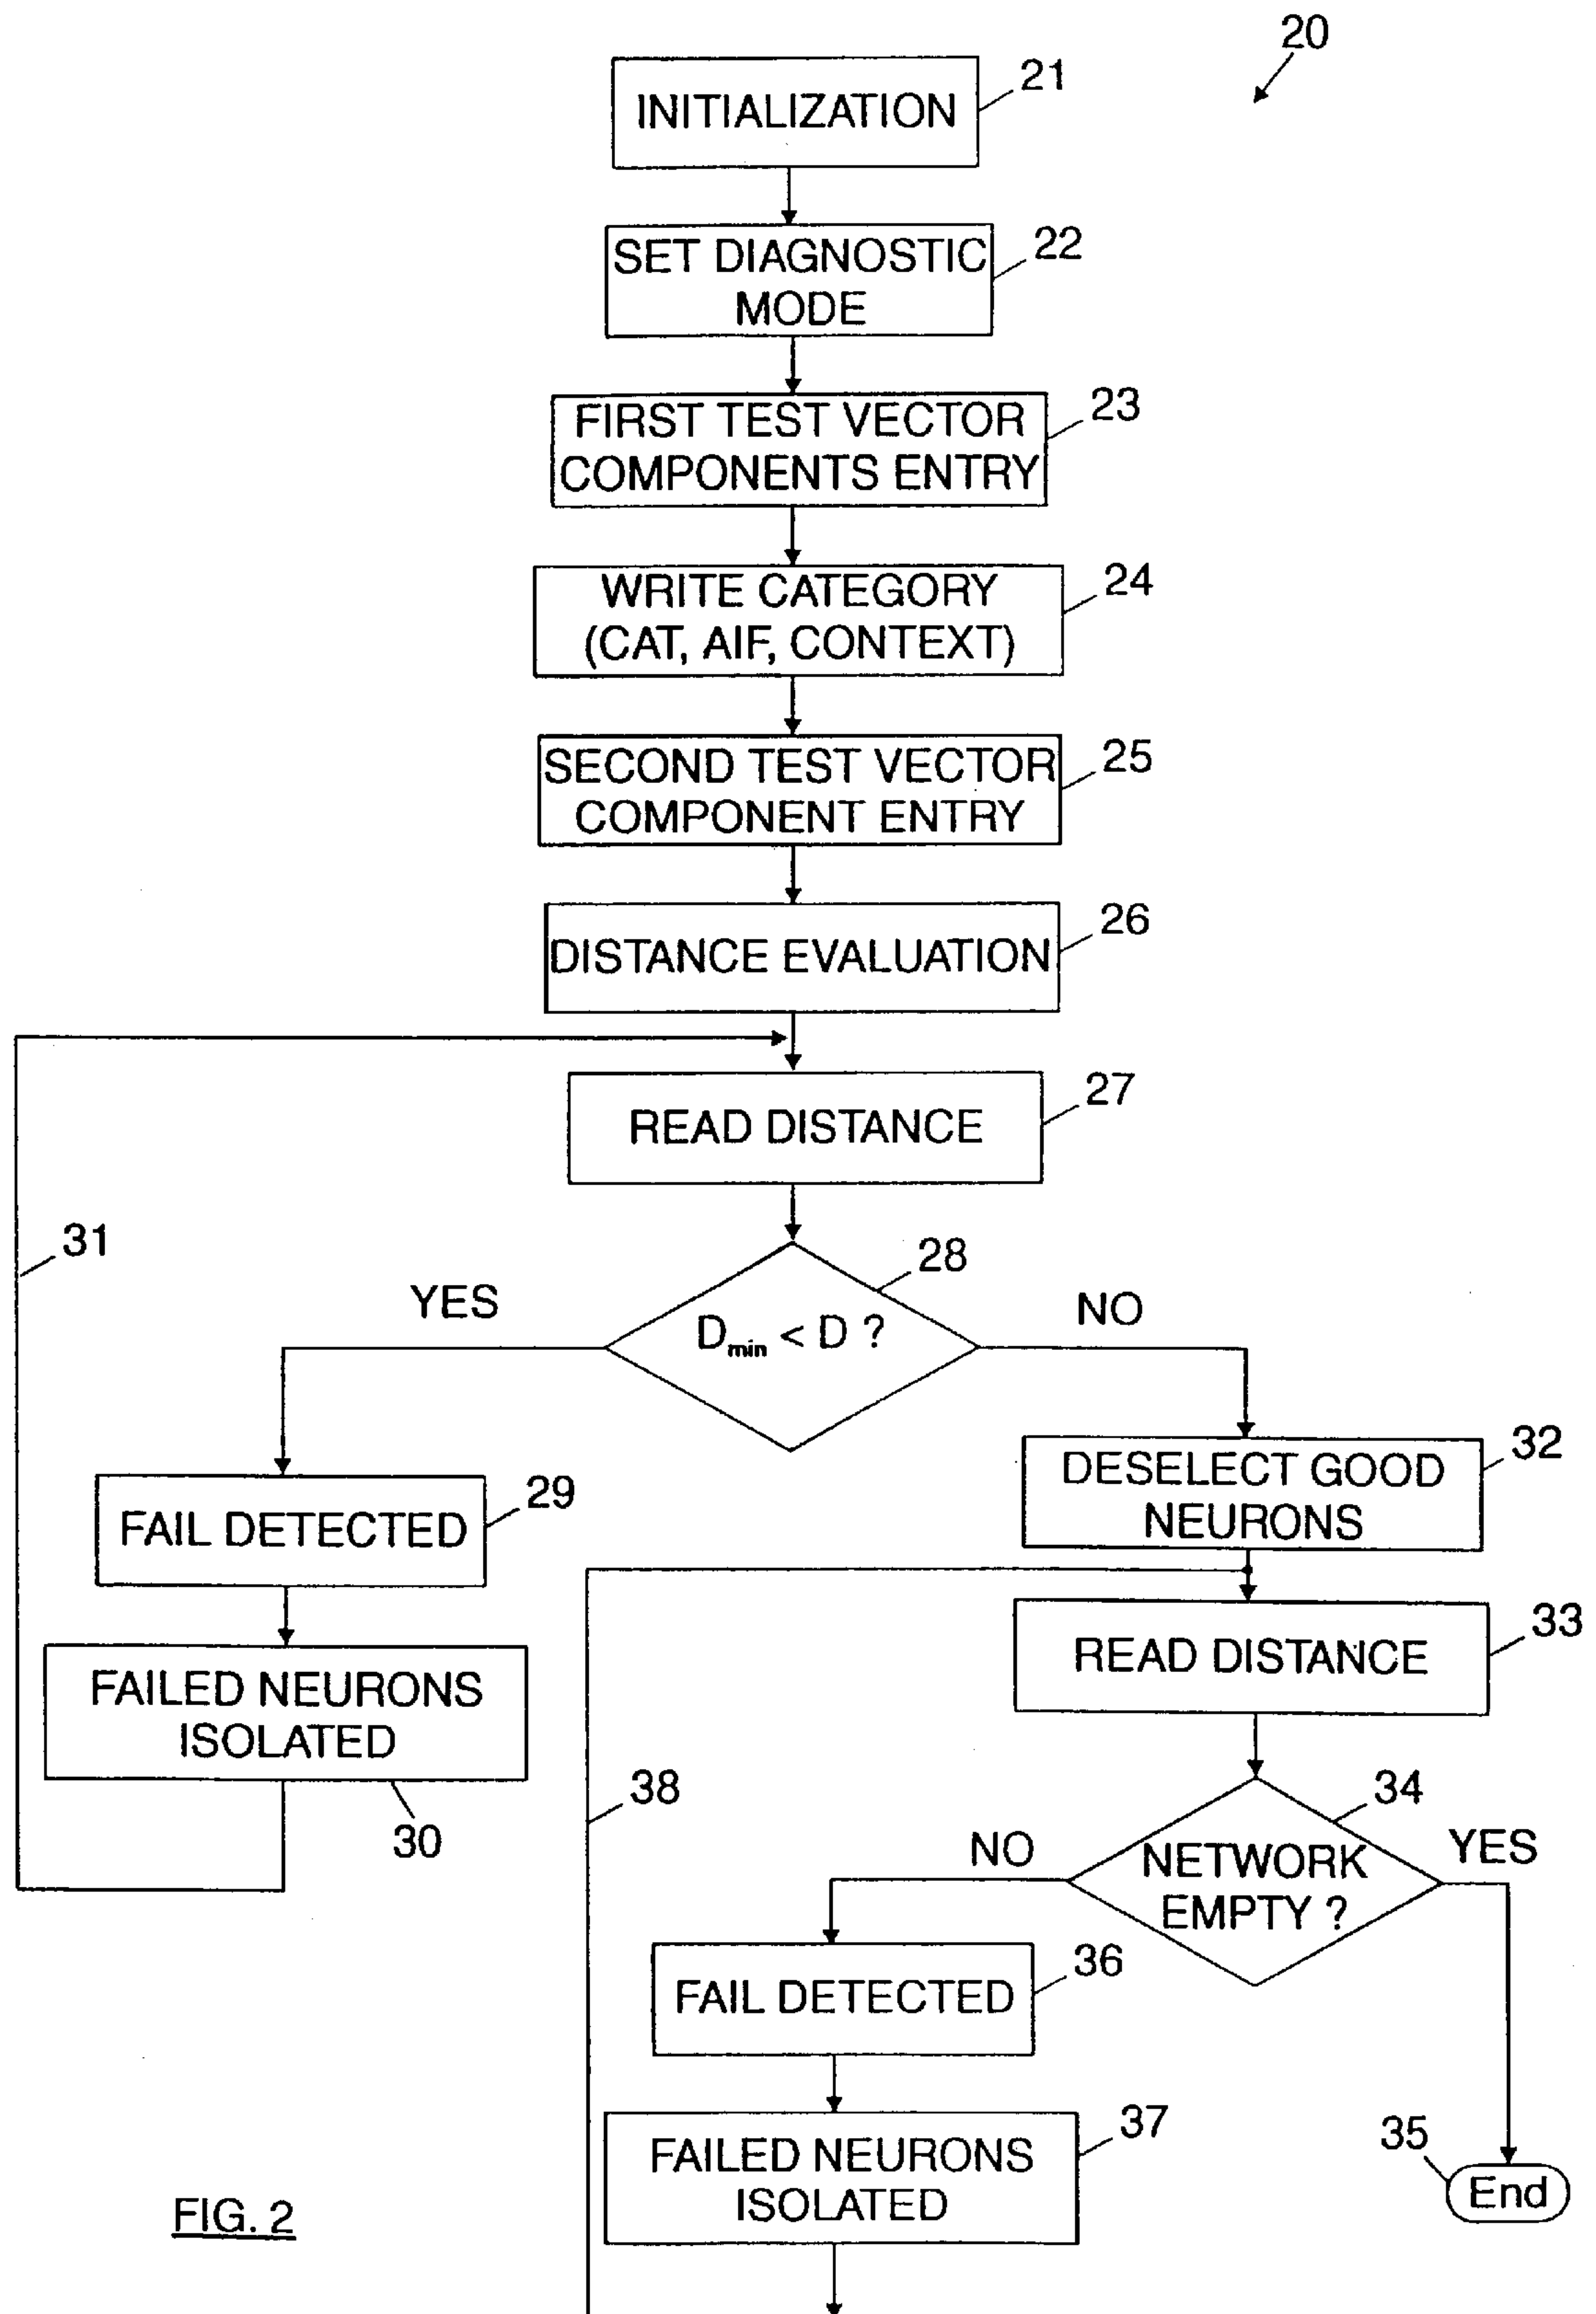 20
INITIALIZATION
21
SET DIAGNOSTIC
MODE
22
FIRST TEST VECTOR
COMPONENTS ENTRY
23
WRITE CATEGORY
(CAT, AIF, CONTEXT)
24
SECOND TEST VECTOR
COMPONENT ENTRY
25
DISTANCE EVALUATION
26
READ DISTANCE
27
31
YES
28
Dmin < D ?
NO
FAIL DETECTED
29
DESELECT GOOD
NEURONS
32
FAILED NEURONS
ISOLATED
30
READ DISTANCE
33
38
34
NO
NETWORK
EMPTY ?
YES
FAIL DETECTED
36
FAILED NEURONS
ISOLATED
37
35
End
FIG. 2